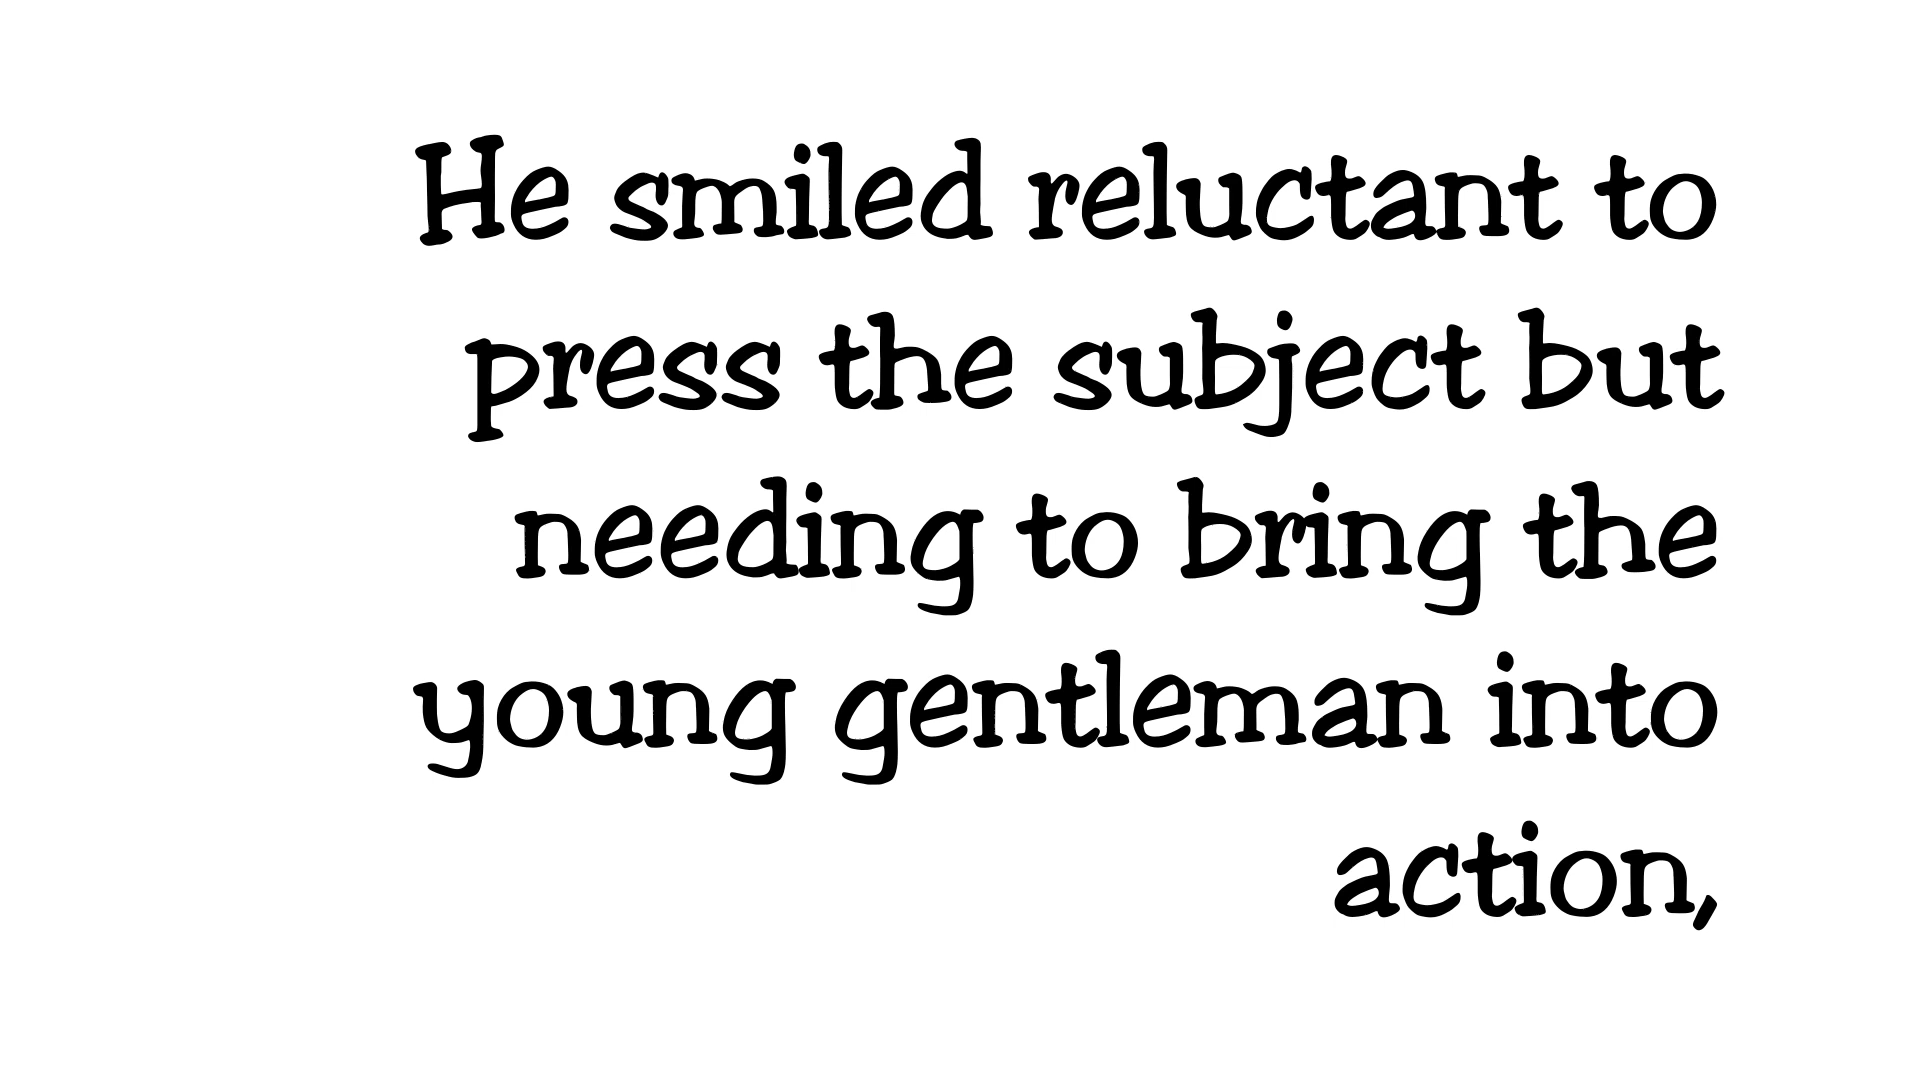 He smiled reluctant to
press the subject but
needing to bring the
young gentleman into
action,